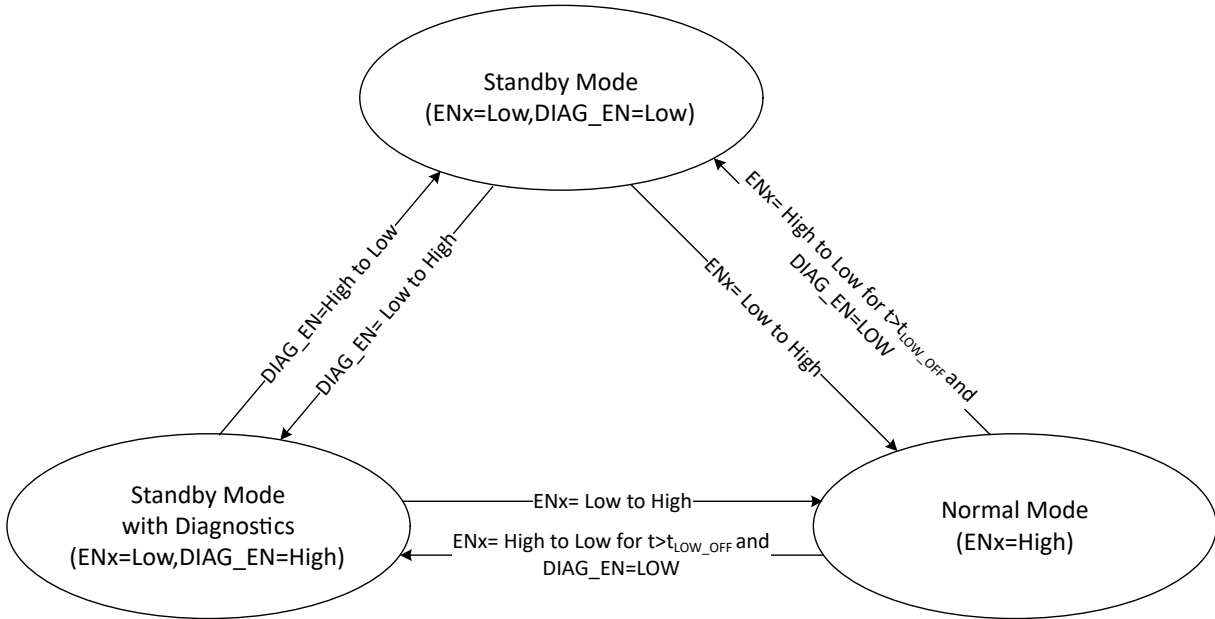 Standby Mode
(ENx=Low,DIAG_EN=Low)
DIAG_EN=High to Low
DIAG_EN= Low to High
ENx= Low to High
ENx= High to Low for t>tLOW_OFF and
DIAG_EN=LOW
Standby Mode
with Diagnostics
(ENx=Low,DIAG_EN=High)
ENx= Low to High
ENx= High to Low for t>tLOW_OFF and
DIAG_EN=LOW
Normal Mode
(ENx=High)